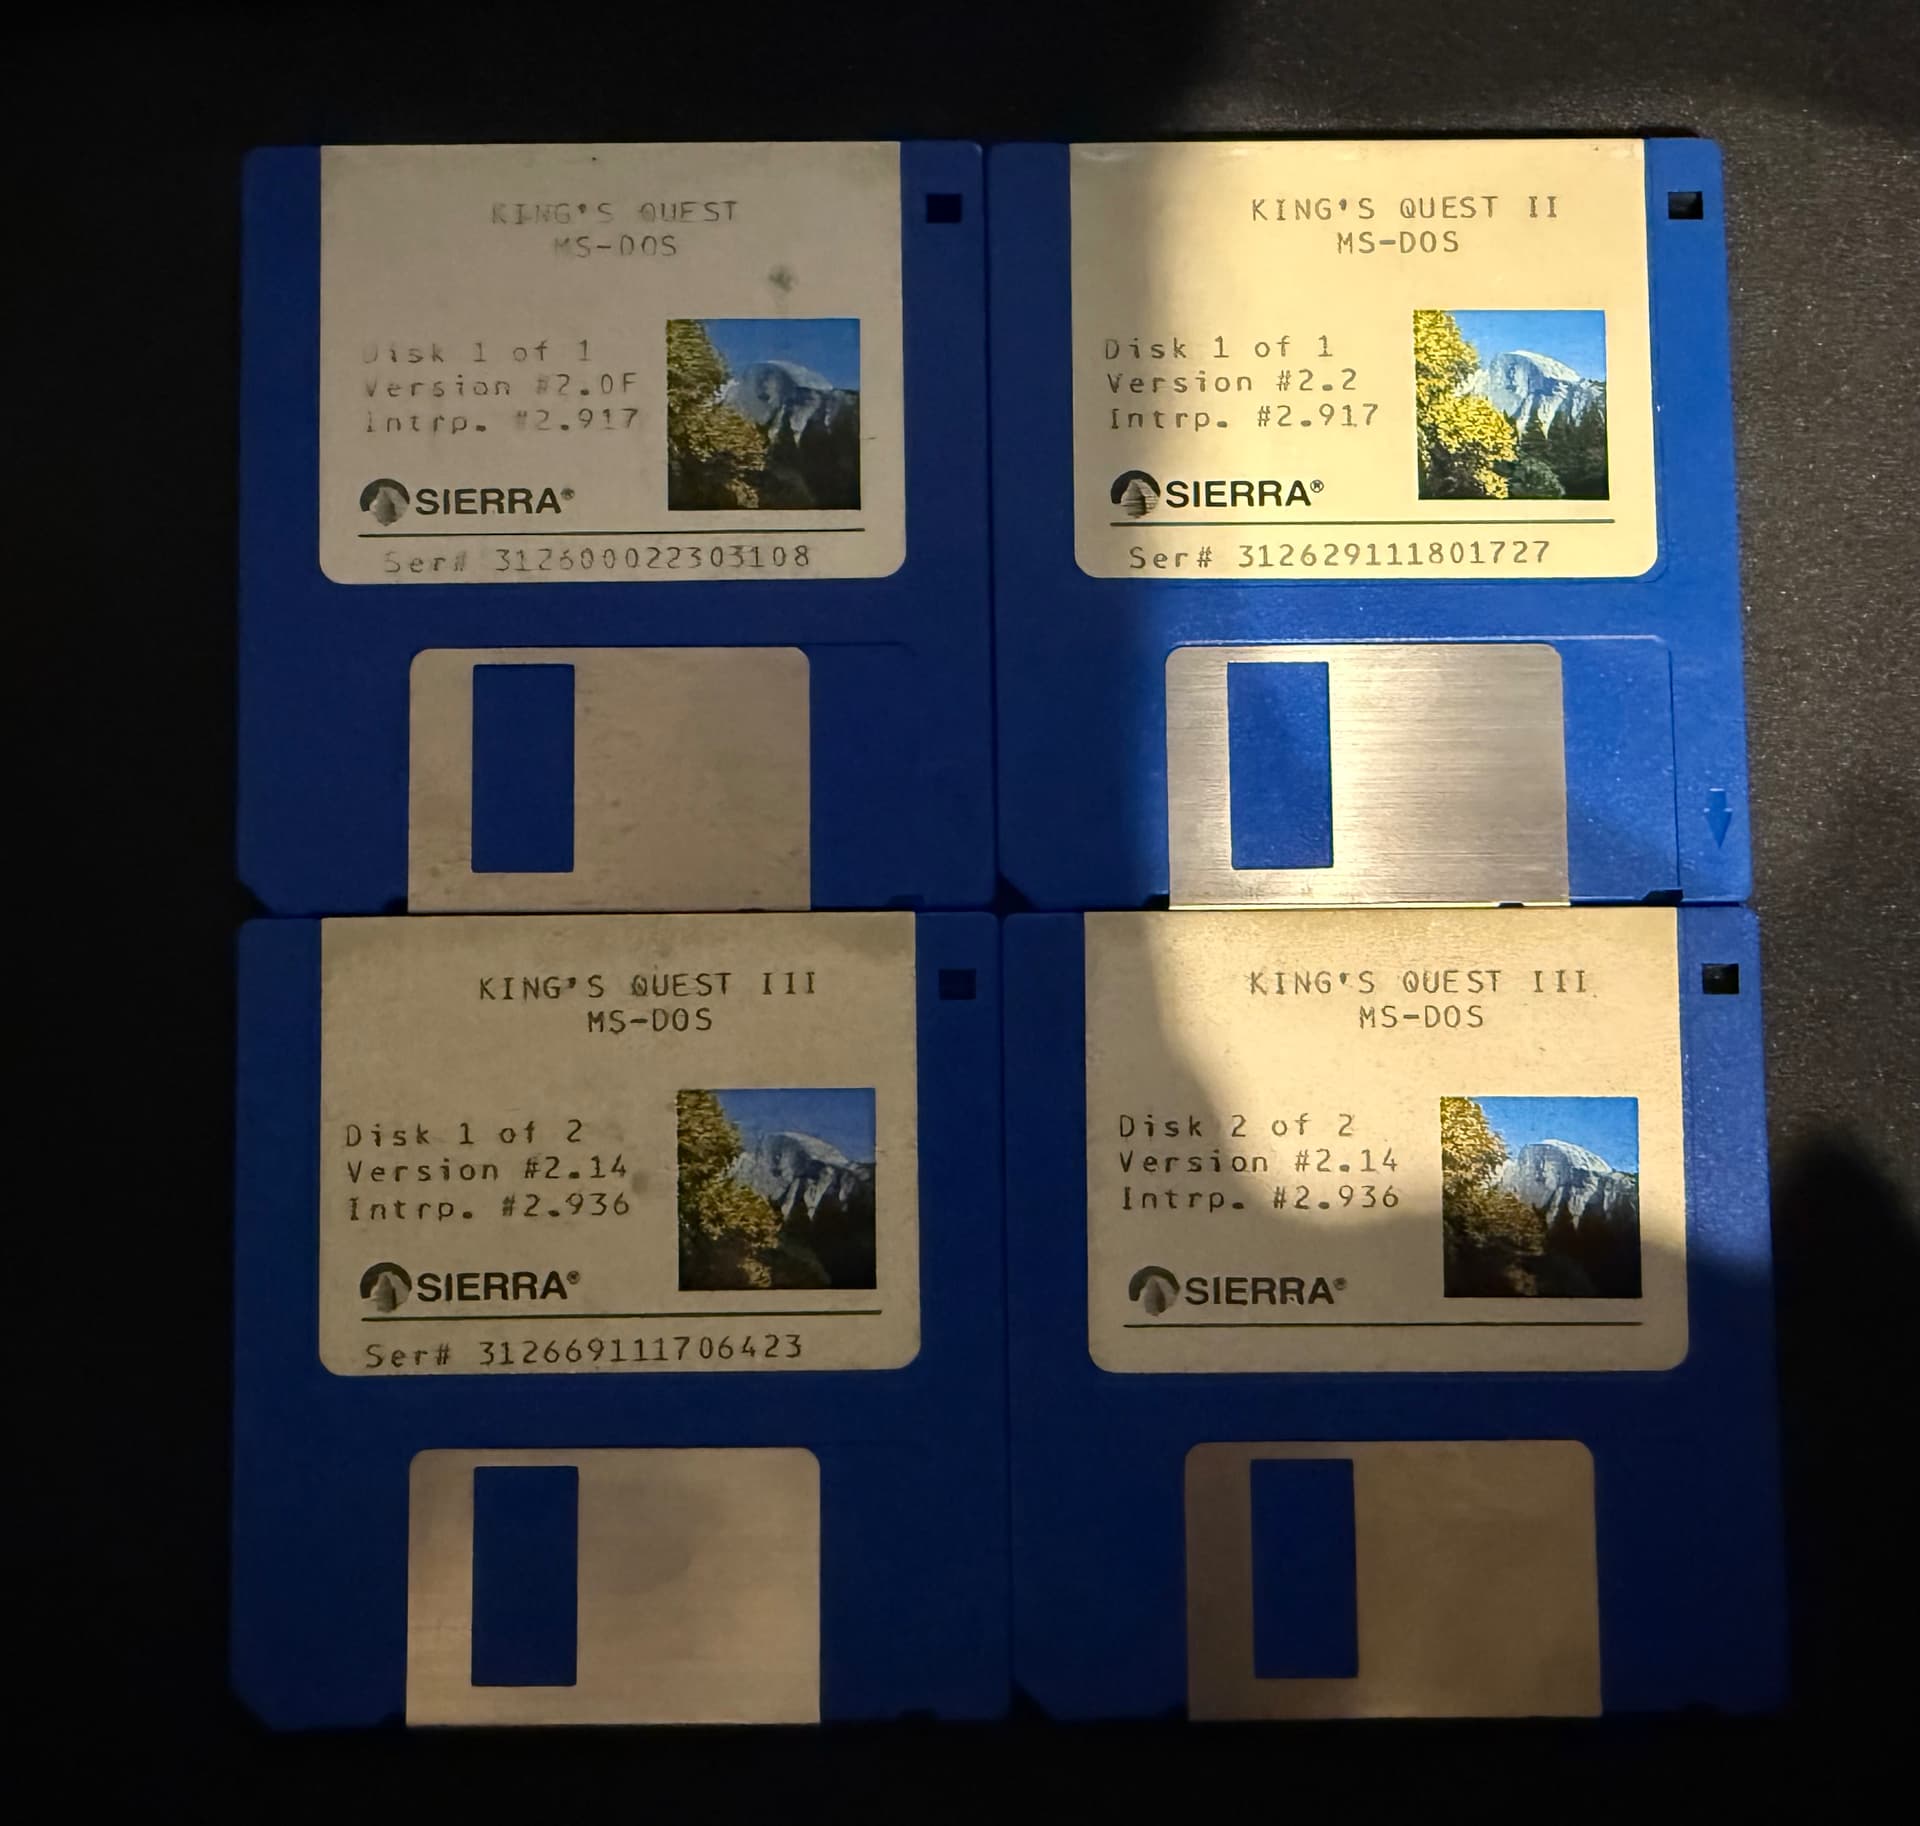 KING'S QUEST
MS-DOS
Disk 1 of 1
Version #2.0F
Intrp. #2.917
SIERRA®
Ser# 312600022303108
KING'S QUEST II
MS-DOS
Disk 1 of 1
Version #2.2
Intrp. #2.917
SIERRA®
Ser# 312629111801727
KING'S QUEST III
MS-DOS
Disk 1 of 2
Version #2.14
Intrp. #2.936
SIERRA®
Ser# 312669111706423
KING'S QUEST III
MS-DOS
Disk 2 of 2
Version #2.14
Intrp. #2.936
SIERRA®